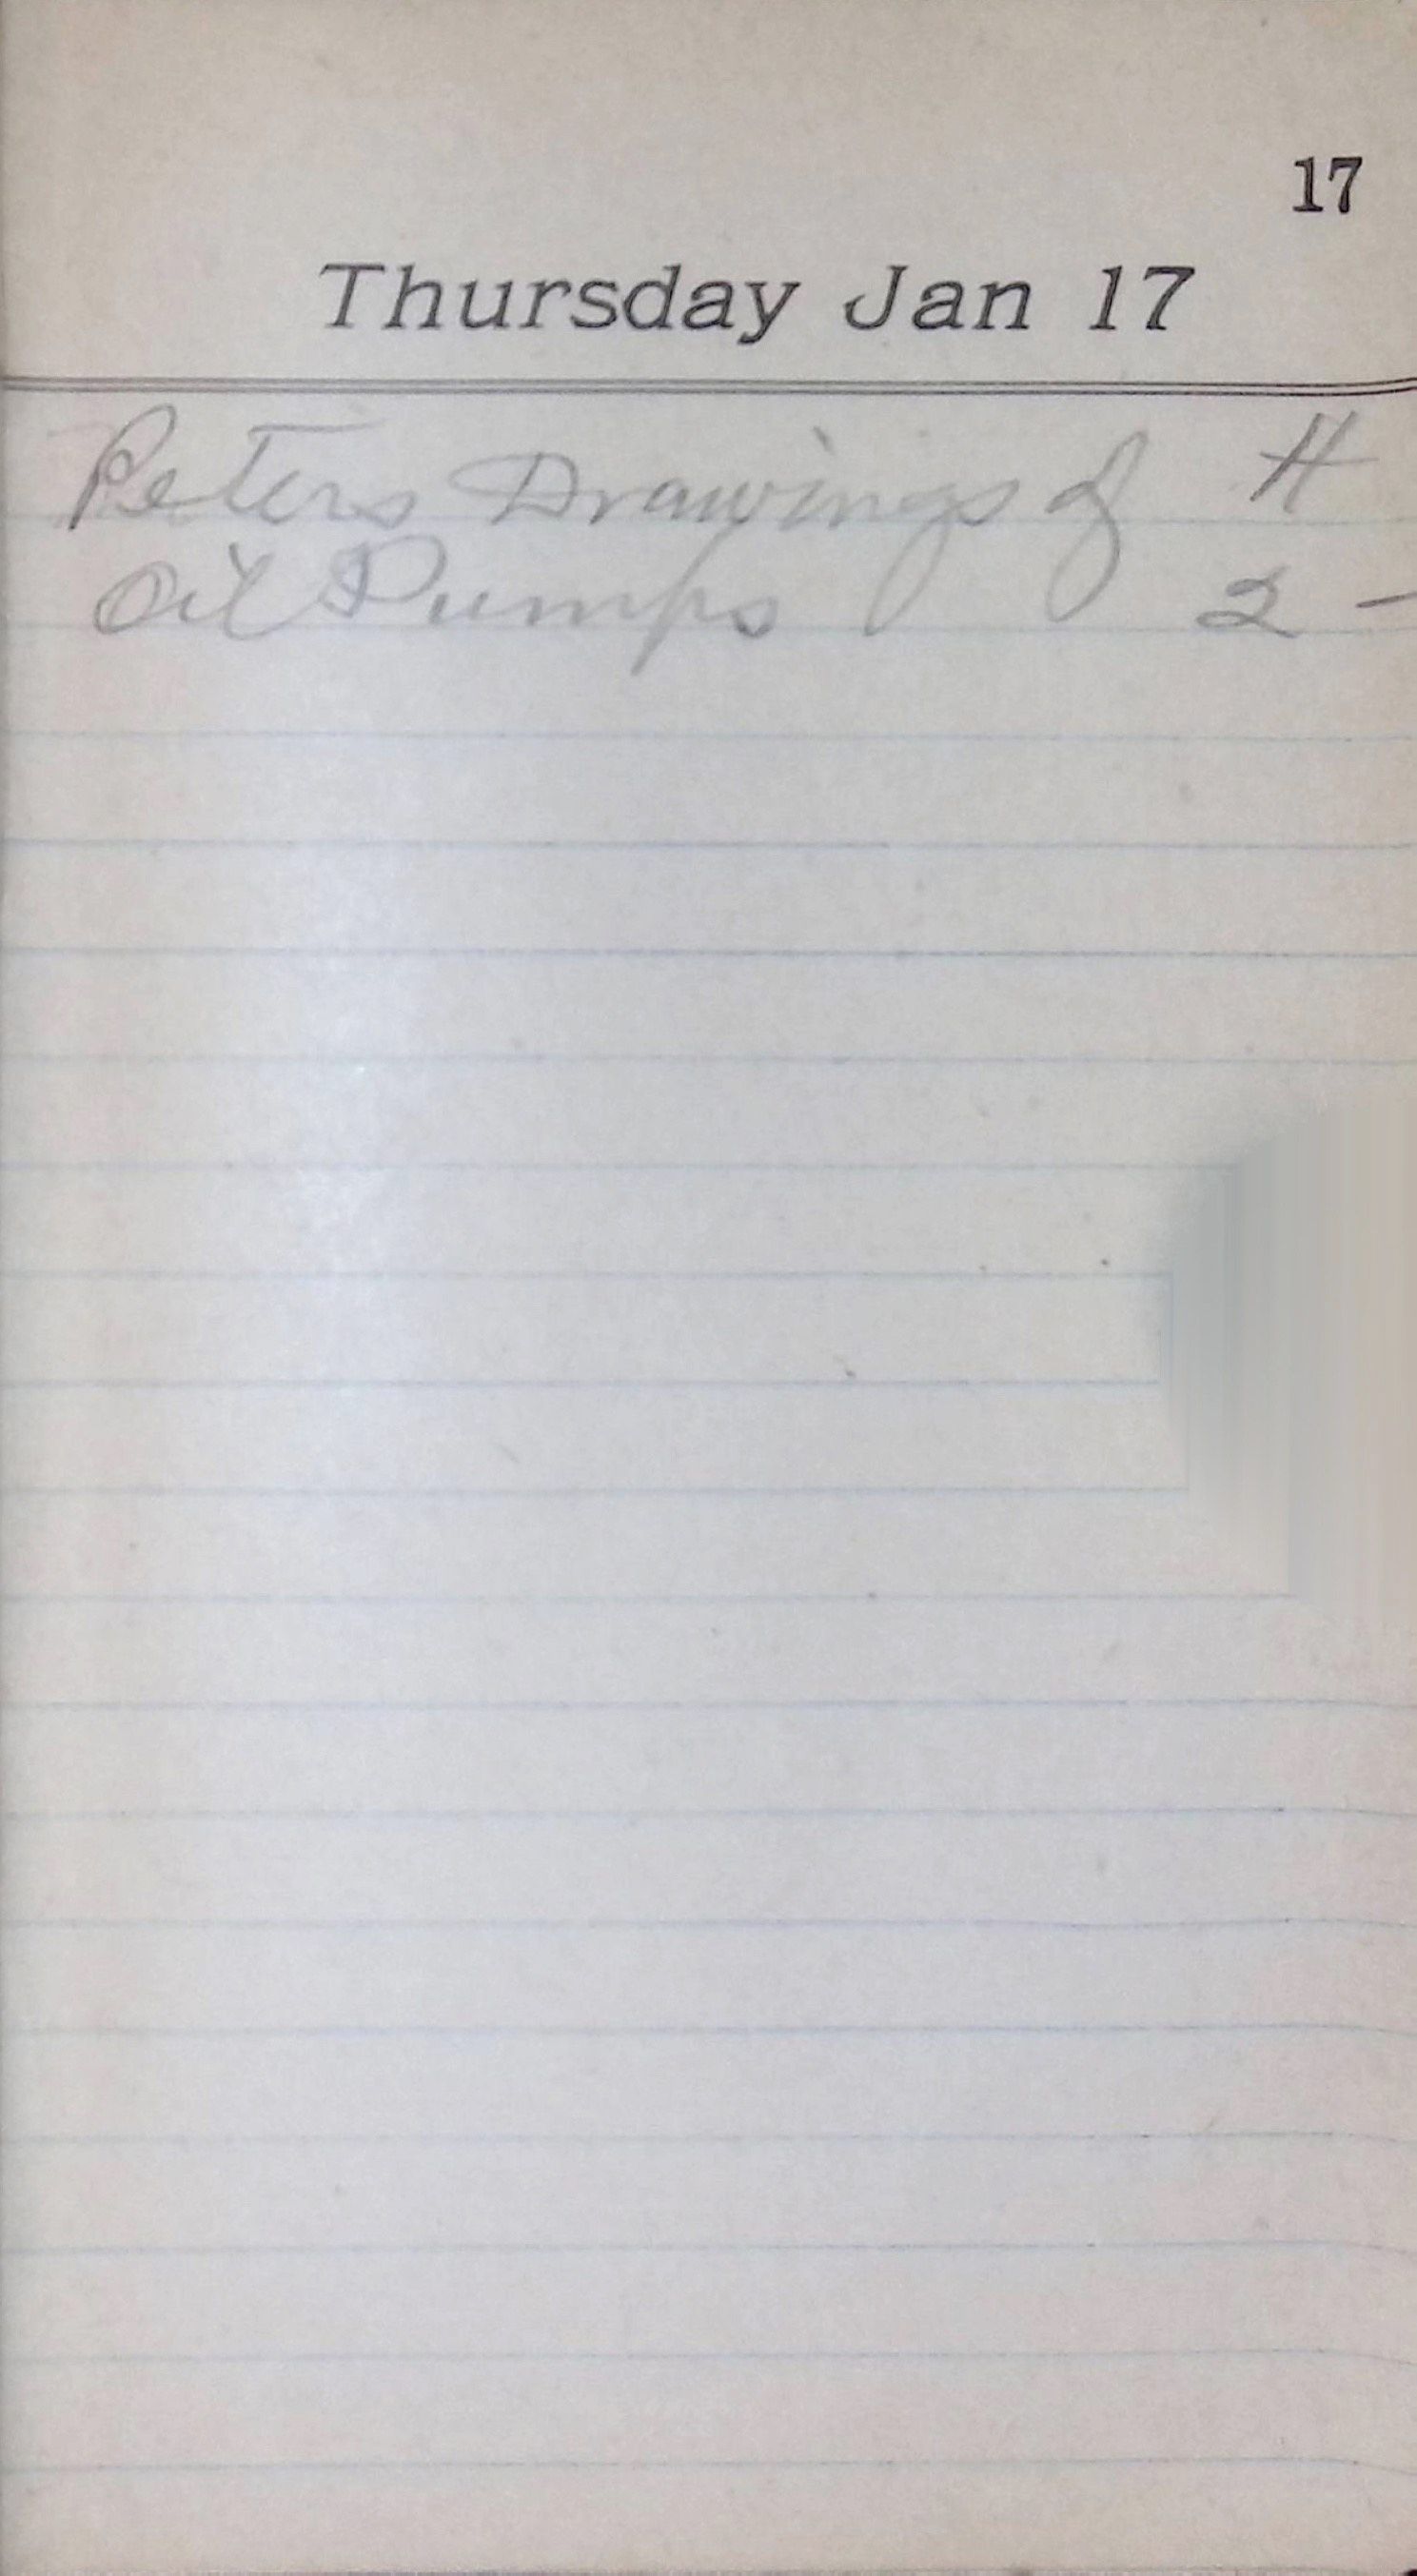 17
Thursday Jan 17
Peters Drawings of H
Oil Pumps 2 -